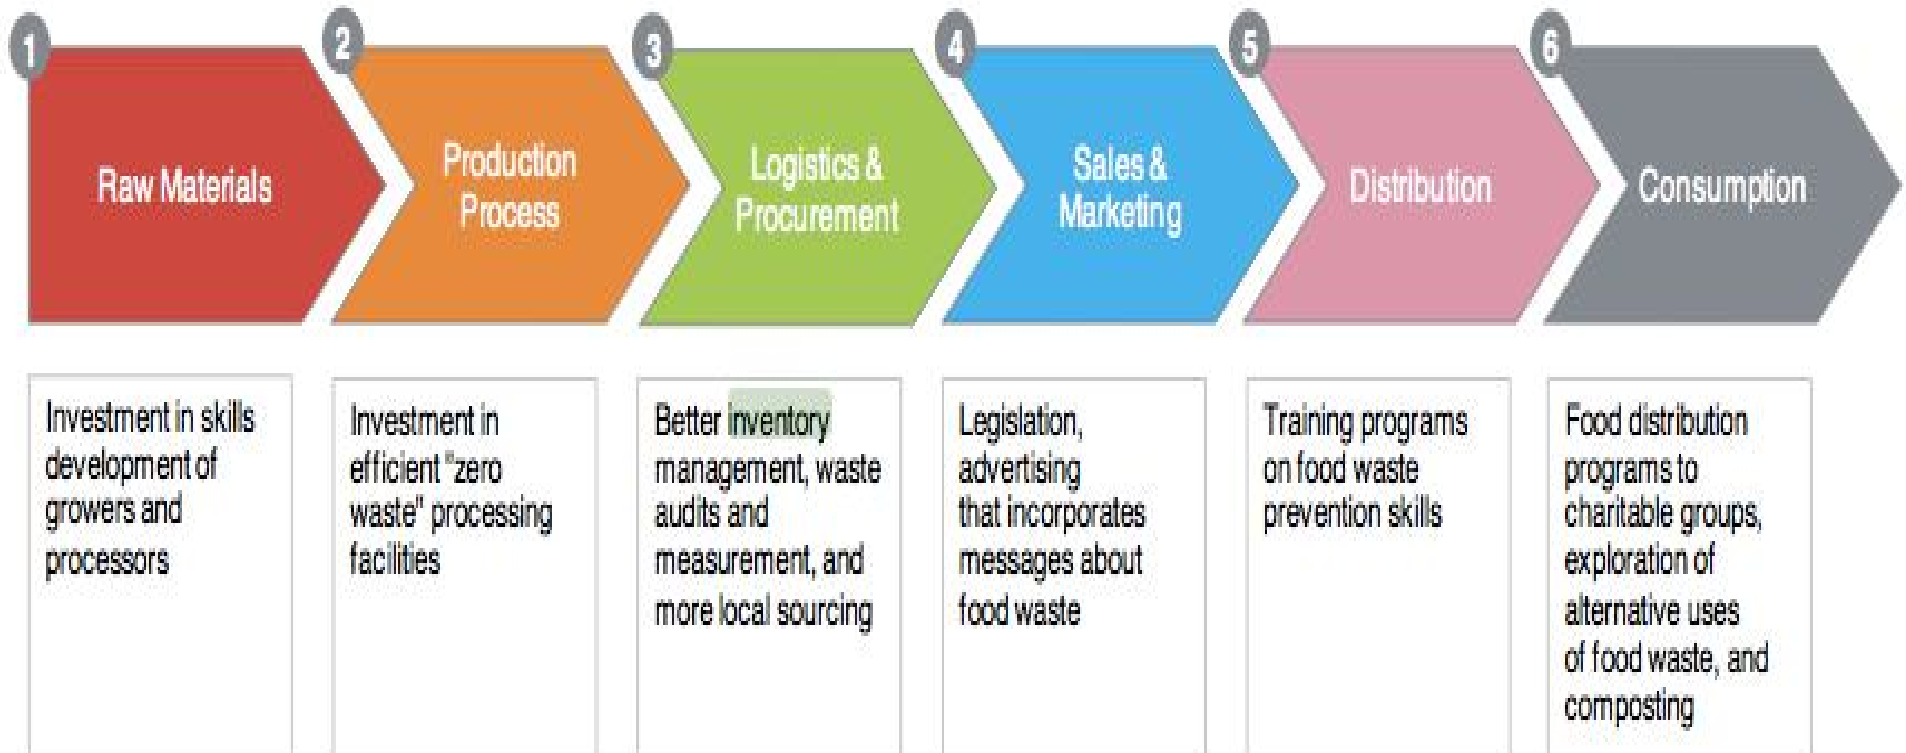 1
Raw Materials
2
Production
Process
3
Logistics &
Procurement
4
Sales &
Marketing
5
Distribution
6
Consumption
Investment in skills
development of
growers and
processors
Investment in
efficient "zero
waste" processing
facilities
Better inventory
management, waste
audits and
measurement, and
more local sourcing
Legislation,
advertising
that incorporates
messages about
food waste
Training programs
on food waste
prevention skills
Food distribution
programs to
charitable groups,
exploration of
alternative uses
of food waste, and
composting